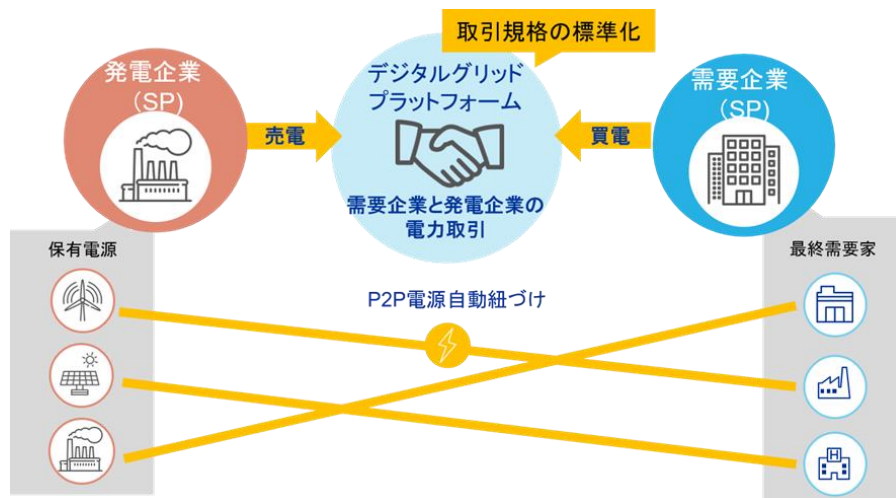 取引規格の標準化
発電企業
(SP)
デジタルグリッド
プラットフォーム
需要企業
(SP)
売電
買電
需要企業と発電企業の
電力取引
保有電源
最終需要家
P2P電源自動紐づけ
H